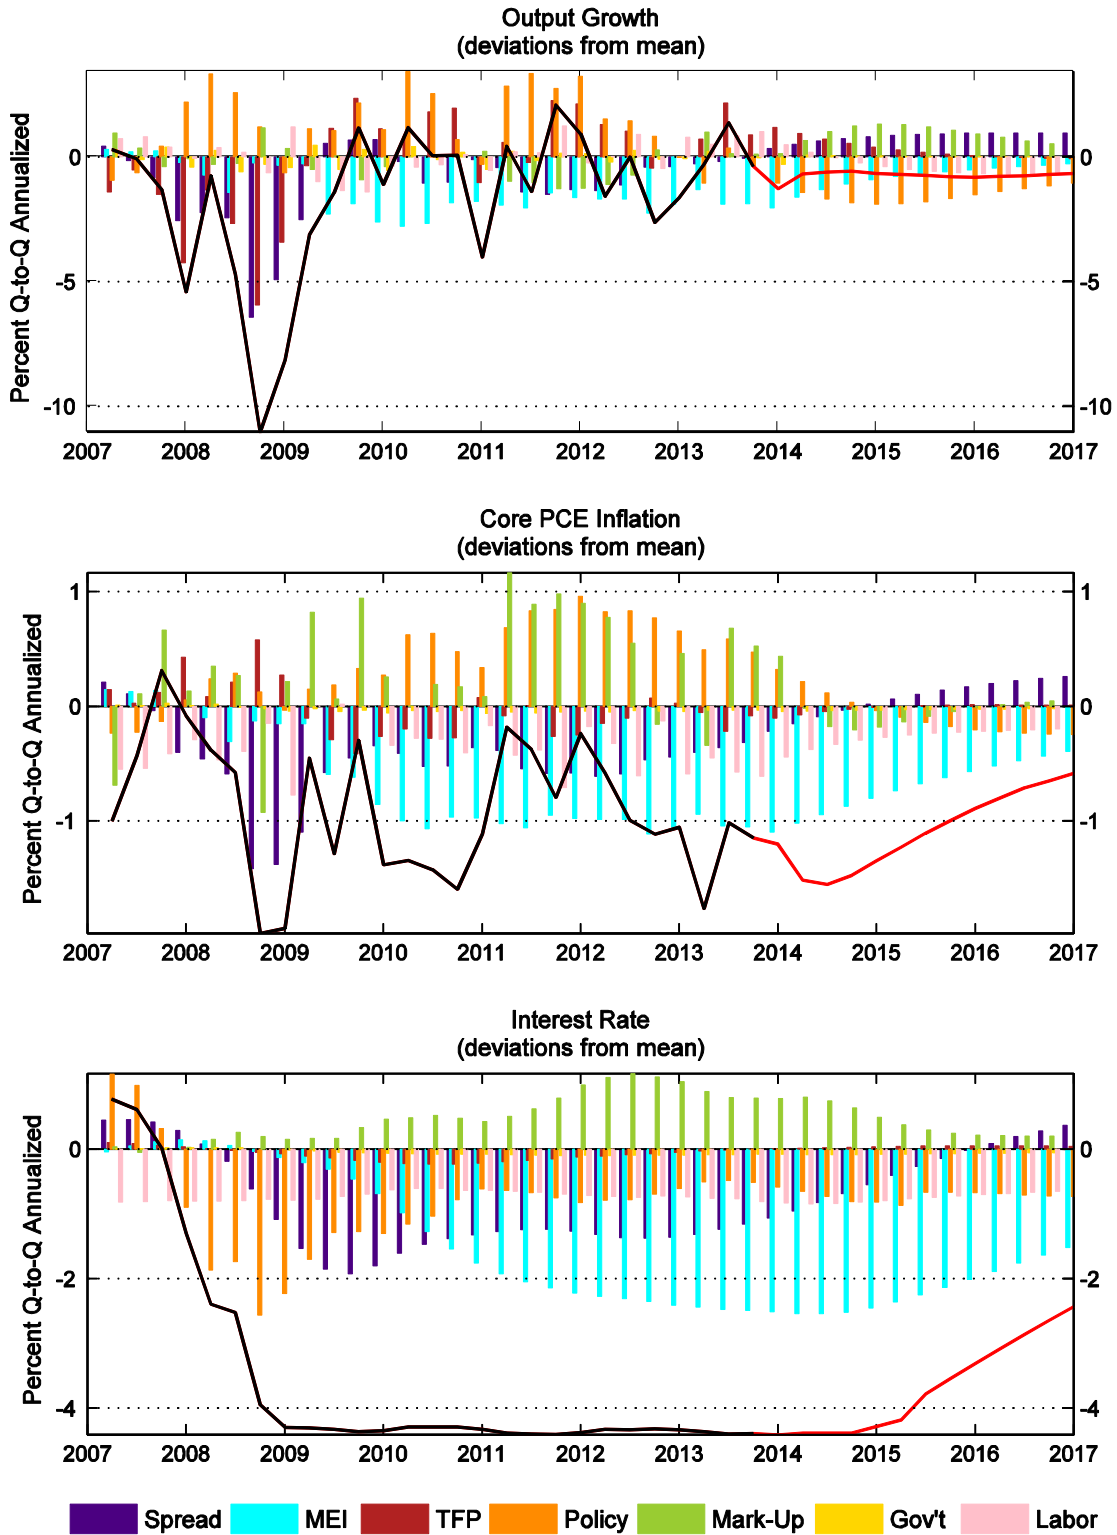 Output Growth
(deviations from mean)
Percent Q-to-Q Annualized
0
-5
-10
0
-5
-10
2007 2008 2009 2010 2011 2012 2013 2014 2015 2016 2017
Core PCE Inflation
(deviations from mean)
Percent Q-to-Q Annualized
1
0
-1
1
0
-1
2007 2008 2009 2010 2011 2012 2013 2014 2015 2016 2017
Interest Rate
(deviations from mean)
Percent Q-to-Q Annualized
0
-2
-4
0
-2
-4
2007 2008 2009 2010 2011 2012 2013 2014 2015 2016 2017
Spread MEI TFP Policy Mark-Up Gov't Labor